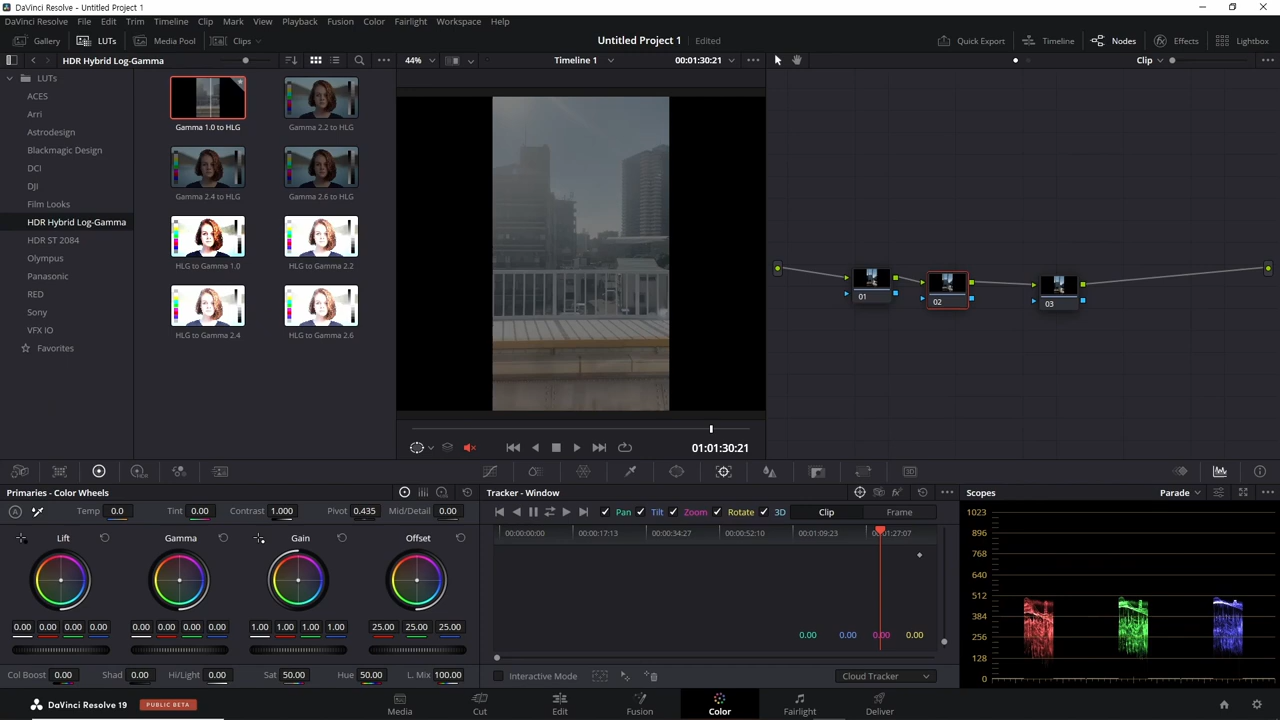 DaVinci Resolve - Untitled Project 1
DaVinci Resolve File Edit Trim Timeline Clip Mark View Playback Fusion Color Fairlight Workspace Help
Gallery LUTs Media Pool Clips Untitled Project 1 Edited Quick Export Timeline Nodes Effects Lightbox
HDR Hybrid Log-Gamma 44% Timeline 1 00:01:30:21 Clip
LUTs
ACES
Arri
Astrodesign
Blackmagic Design
DCI
DJI
Film Looks
HDR Hybrid Log-Gamma
HDR ST 2084
Olympus
Panasonic
RED
Sony
VFX IO
Favorites
Gamma 1.0 to HLG Gamma 2.2 to HLG
Gamma 2.4 to HLG Gamma 2.6 to HLG
HLG to Gamma 1.0 HLG to Gamma 2.2
HLG to Gamma 2.4 HLG to Gamma 2.6
01:01:30:21
01 02 03
Primaries - Color Wheels
Temp 0.0 Tint 0.00 Contrast 1.000 Pivot 0.435 Mid/Detail 0.00
Lift Gamma Gain Offset
0.00 0.00 0.00 0.00 0.00 0.00 0.00 0.00 1.00 1.00 1.00 1.00 25.00 25.00 25.00
Col Boost 0.00 Shad 0.00 Hi/Light 0.00 Sat 50.00 Hue 50.00 L. Mix 100.00
Tracker - Window
Pan Tilt Zoom Rotate 3D Clip Frame
00:00:00:00 00:00:17:13 00:00:34:27 00:00:52:10 00:01:09:23 00:01:27:07
0.00 0.00 0.00 0.00
Interactive Mode Cloud Tracker
Scopes Parade
1023
896
768
640
512
384
256
128
0
DaVinci Resolve 19 PUBLIC BETA Media Cut Edit Fusion Color Fairlight Deliver